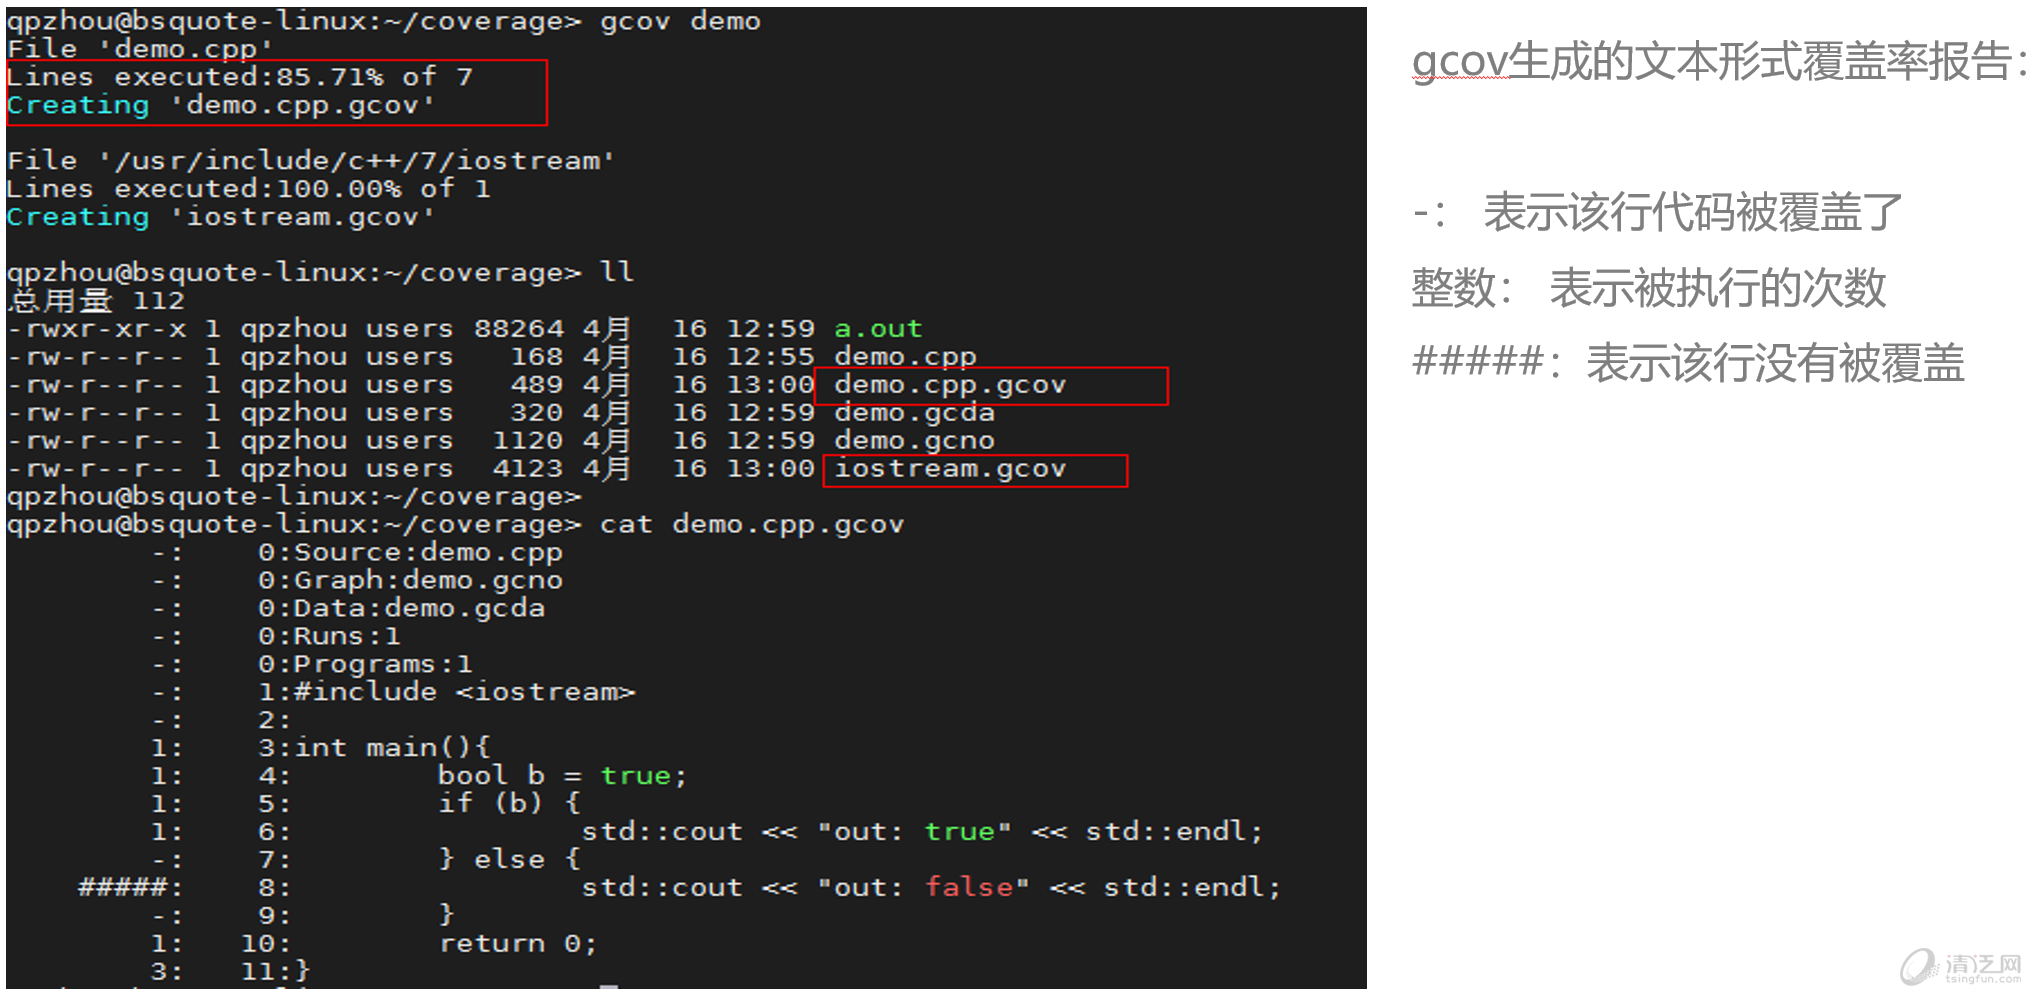 qpzhou@bsquote-linux:~/coverage> gcov demo
File 'demo.cpp'
Lines executed:85.71% of 7
Creating 'demo.cpp.gcov'
File '/usr/include/c++/7/iostream'
Lines executed:100.00% of 1
Creating 'iostream.gcov'
qpzhou@bsquote-linux:~/coverage> ll
总用量 112
-rwxr-xr-x 1 qpzhou users 88264 4月  16 12:59 a.out
-rw-r--r-- 1 qpzhou users   168 4月  16 12:55 demo.cpp
-rw-r--r-- 1 qpzhou users   489 4月  16 13:00 demo.cpp.gcov
-rw-r--r-- 1 qpzhou users   320 4月  16 12:59 demo.gcda
-rw-r--r-- 1 qpzhou users  1120 4月  16 12:59 demo.gcno
-rw-r--r-- 1 qpzhou users  4123 4月  16 13:00 iostream.gcov
qpzhou@bsquote-linux:~/coverage>
qpzhou@bsquote-linux:~/coverage> cat demo.cpp.gcov
        -:    0:Source:demo.cpp
        -:    0:Graph:demo.gcno
        -:    0:Data:demo.gcda
        -:    0:Runs:1
        -:    0:Programs:1
        -:    1:#include <iostream>
        -:    2:
        1:    3:int main(){
        1:    4:        bool b = true;
        1:    5:        if (b) {
        1:    6:                std::cout << "out: true" << std::endl;
        -:    7:        } else {
    #####:    8:                std::cout << "out: false" << std::endl;
        -:    9:        }
        1:   10:        return 0;
        3:   11:}
gcov生成的文本形式覆盖率报告：
-： 表示该行代码被覆盖了
整数： 表示被执行的次数
#####：表示该行没有被覆盖
清泛网
tsingfun.com